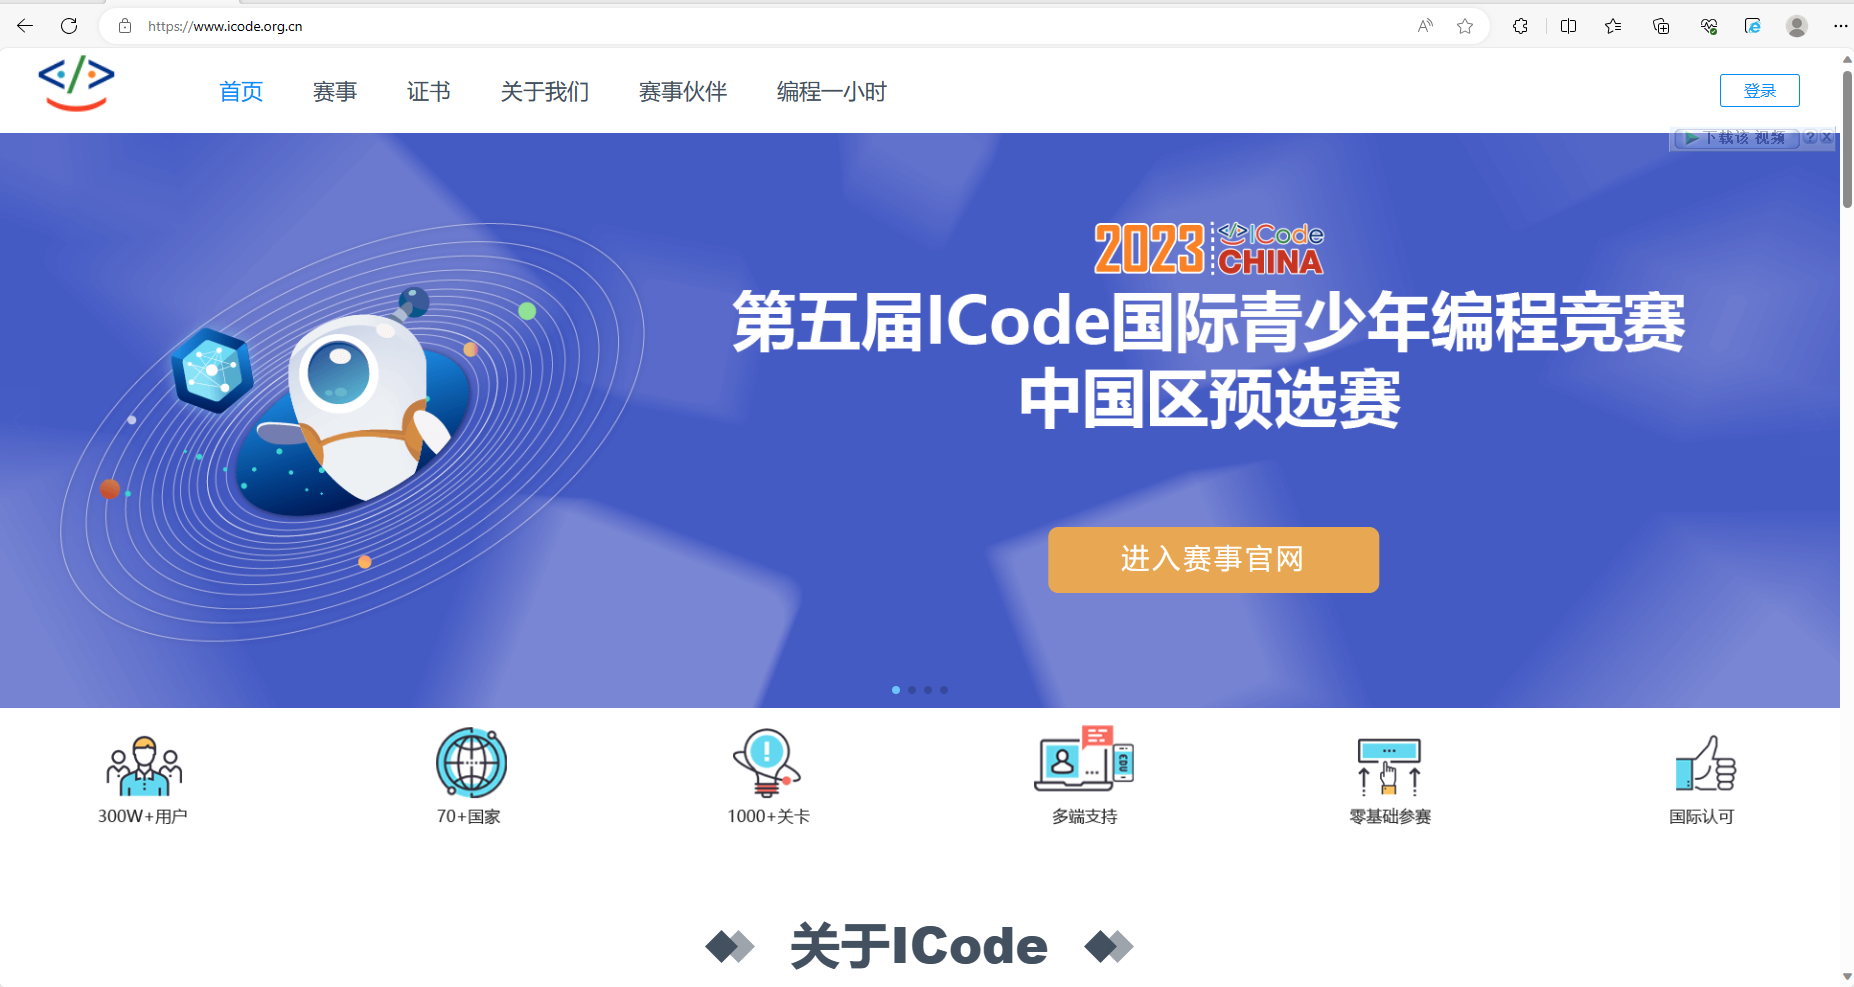 https://www.icode.org.cn
首页 赛事 证书 关于我们 赛事伙伴 编程一小时 登录
下载该 视频 ? X
2023 ICode CHINA
第五届ICode国际青少年编程竞赛
中国区预选赛
进入赛事官网
EDU
300W+用户 70+国家 1000+关卡 多端支持 零基础参赛 国际认可
关于ICode